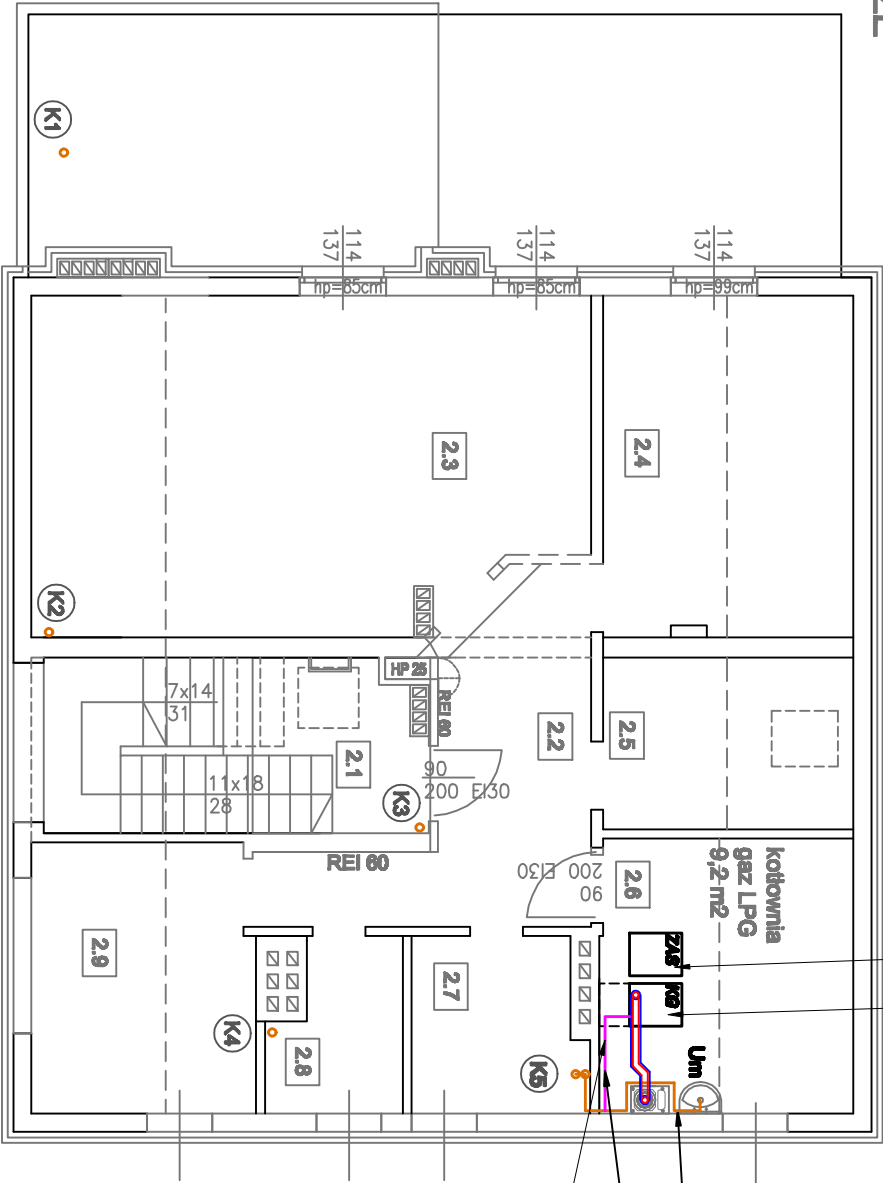 K1
114
137
114
137
114
137
hp=85cm
hp=85cm
hp=99cm
2.3
2.4
K2
HP 25
REI 60
7x14
31
2.1
2.2
2.5
11x18
28
90
200 EI30
K3
REI 60
90
200 EI30
2.6
kotłownia
gaz LPG
9,2 m2
2.9
2.7
ZAS
KG
K4
2.8
K5
Um